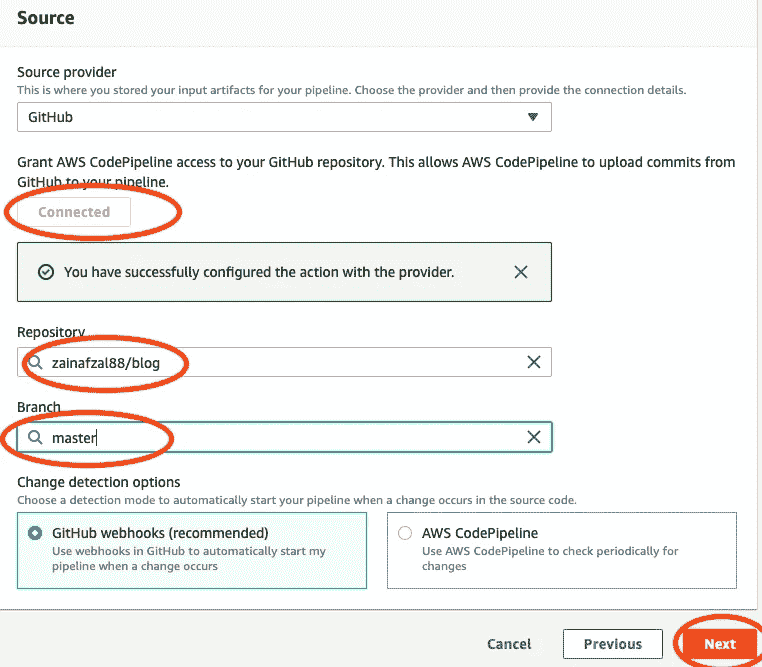 Source
Source provider
This is where you stored your input artifacts for your pipeline. Choose the provider and then provide the connection details.
GitHub
Grant AWS CodePipeline access to your GitHub repository. This allows AWS CodePipeline to upload commits from
GitHub to your pipeline.
Connected
You have successfully configured the action with the provider.
Repository
zainafzal88/blog
Branch
master
Change detection options
Choose a detection mode to automatically start your pipeline when a change occurs in the source code.
GitHub webhooks (recommended)
Use webhooks in GitHub to automatically start my
pipeline when a change occurs
AWS CodePipeline
Use AWS CodePipeline to check periodically for
changes
Cancel
Previous
Next